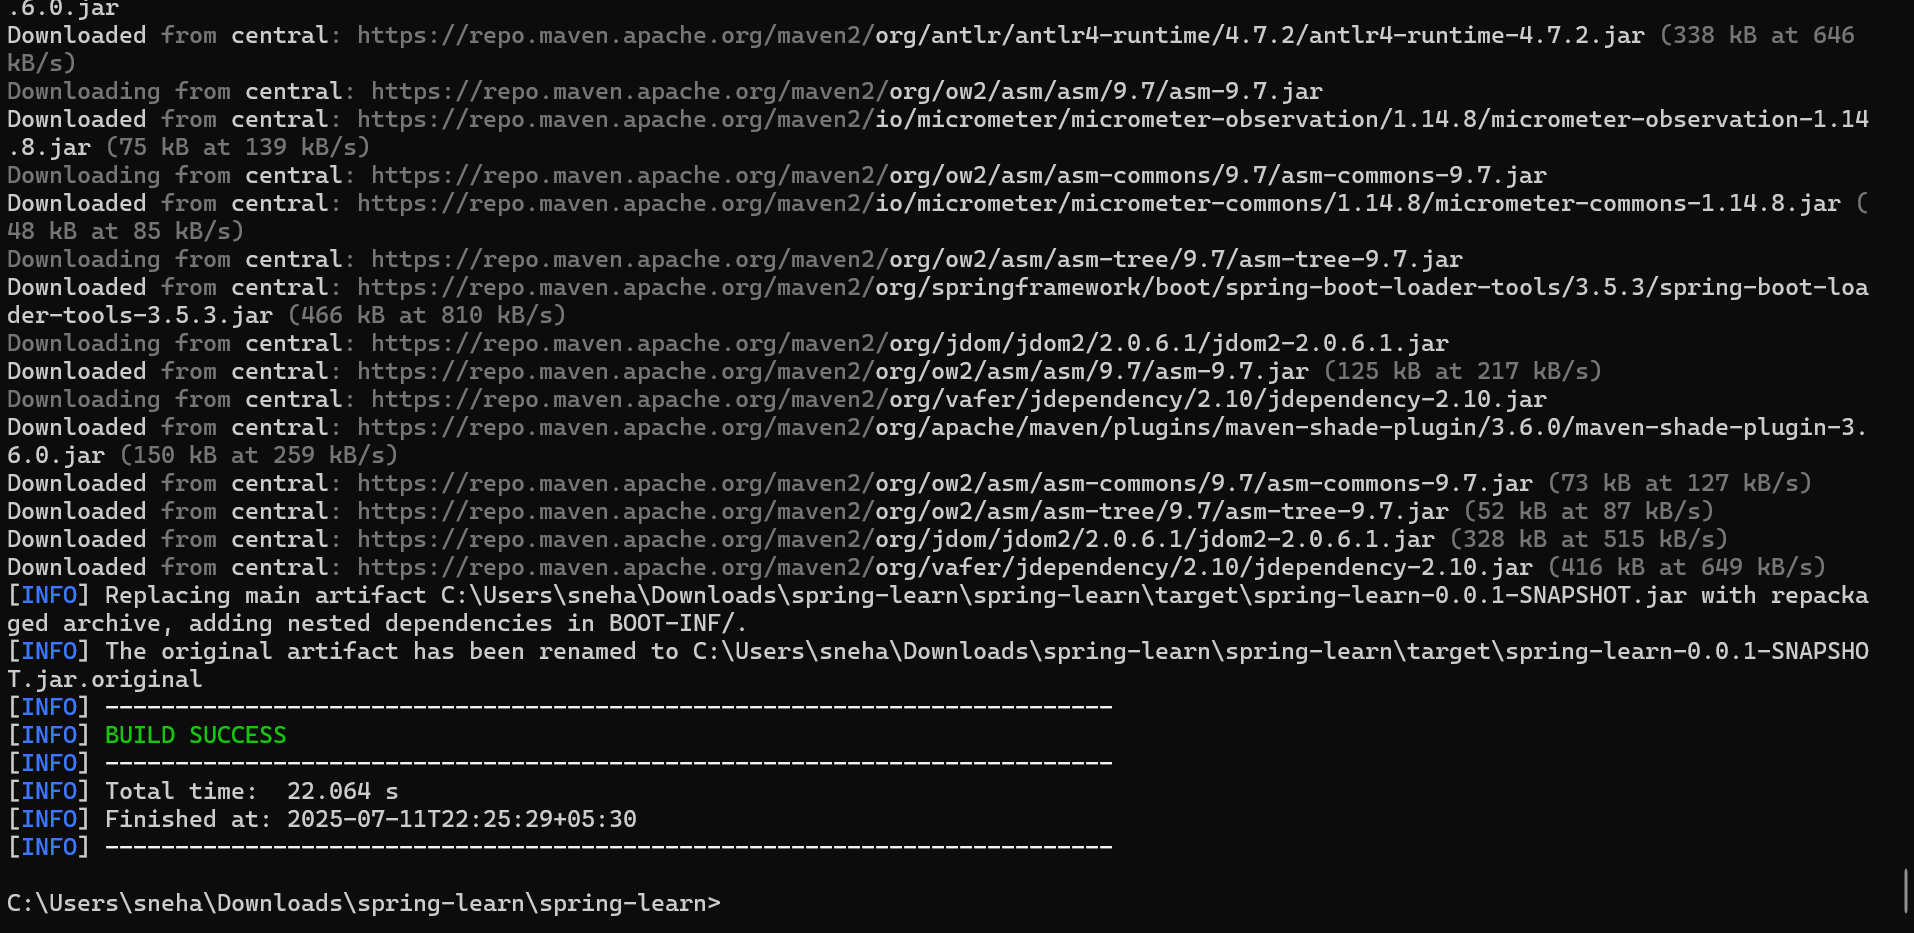 .6.0.jar
Downloaded from central: https://repo.maven.apache.org/maven2/org/antlr/antlr4-runtime/4.7.2/antlr4-runtime-4.7.2.jar (338 kB at 646
kB/s)
Downloading from central: https://repo.maven.apache.org/maven2/org/ow2/asm/asm/9.7/asm-9.7.jar
Downloaded from central: https://repo.maven.apache.org/maven2/io/micrometer/micrometer-observation/1.14.8/micrometer-observation-1.14
.8.jar (75 kB at 139 kB/s)
Downloading from central: https://repo.maven.apache.org/maven2/org/ow2/asm/asm-commons/9.7/asm-commons-9.7.jar
Downloaded from central: https://repo.maven.apache.org/maven2/io/micrometer/micrometer-commons/1.14.8/micrometer-commons-1.14.8.jar (
48 kB at 85 kB/s)
Downloading from central: https://repo.maven.apache.org/maven2/org/ow2/asm/asm-tree/9.7/asm-tree-9.7.jar
Downloaded from central: https://repo.maven.apache.org/maven2/org/springframework/boot/spring-boot-loader-tools/3.5.3/spring-boot-loa
der-tools-3.5.3.jar (466 kB at 810 kB/s)
Downloading from central: https://repo.maven.apache.org/maven2/org/jdom/jdom2/2.0.6.1/jdom2-2.0.6.1.jar
Downloaded from central: https://repo.maven.apache.org/maven2/org/ow2/asm/asm/9.7/asm-9.7.jar (125 kB at 217 kB/s)
Downloading from central: https://repo.maven.apache.org/maven2/org/vafer/jdependency/2.10/jdependency-2.10.jar
Downloaded from central: https://repo.maven.apache.org/maven2/org/apache/maven/plugins/maven-shade-plugin/3.6.0/maven-shade-plugin-3.
6.0.jar (150 kB at 259 kB/s)
Downloaded from central: https://repo.maven.apache.org/maven2/org/ow2/asm/asm-commons/9.7/asm-commons-9.7.jar (73 kB at 127 kB/s)
Downloaded from central: https://repo.maven.apache.org/maven2/org/ow2/asm/asm-tree/9.7/asm-tree-9.7.jar (52 kB at 87 kB/s)
Downloaded from central: https://repo.maven.apache.org/maven2/org/jdom/jdom2/2.0.6.1/jdom2-2.0.6.1.jar (328 kB at 515 kB/s)
Downloaded from central: https://repo.maven.apache.org/maven2/org/vafer/jdependency/2.10/jdependency-2.10.jar (416 kB at 649 kB/s)
[INFO] Replacing main artifact C:\Users\sneha\Downloads\spring-learn\spring-learn\target\spring-learn-0.0.1-SNAPSHOT.jar with repacka
ged archive, adding nested dependencies in BOOT-INF/.
[INFO] The original artifact has been renamed to C:\Users\sneha\Downloads\spring-learn\spring-learn\target\spring-learn-0.0.1-SNAPSHO
T.jar.original
[INFO] ------------------------------------------------------------------------
[INFO] BUILD SUCCESS
[INFO] ------------------------------------------------------------------------
[INFO] Total time:  22.064 s
[INFO] Finished at: 2025-07-11T22:25:29+05:30
[INFO] ------------------------------------------------------------------------
C:\Users\sneha\Downloads\spring-learn\spring-learn>